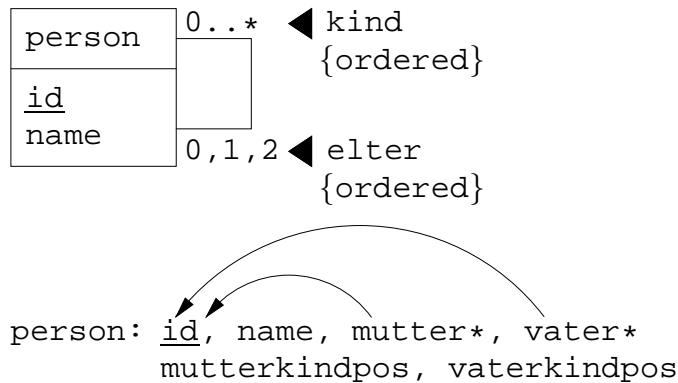 person 0..* ◀ kind
{ordered}
id
name
0,1,2 ◀ elter
{ordered}
person: id, name, mutter*, vater*
mutterkindpos, vaterkindpos